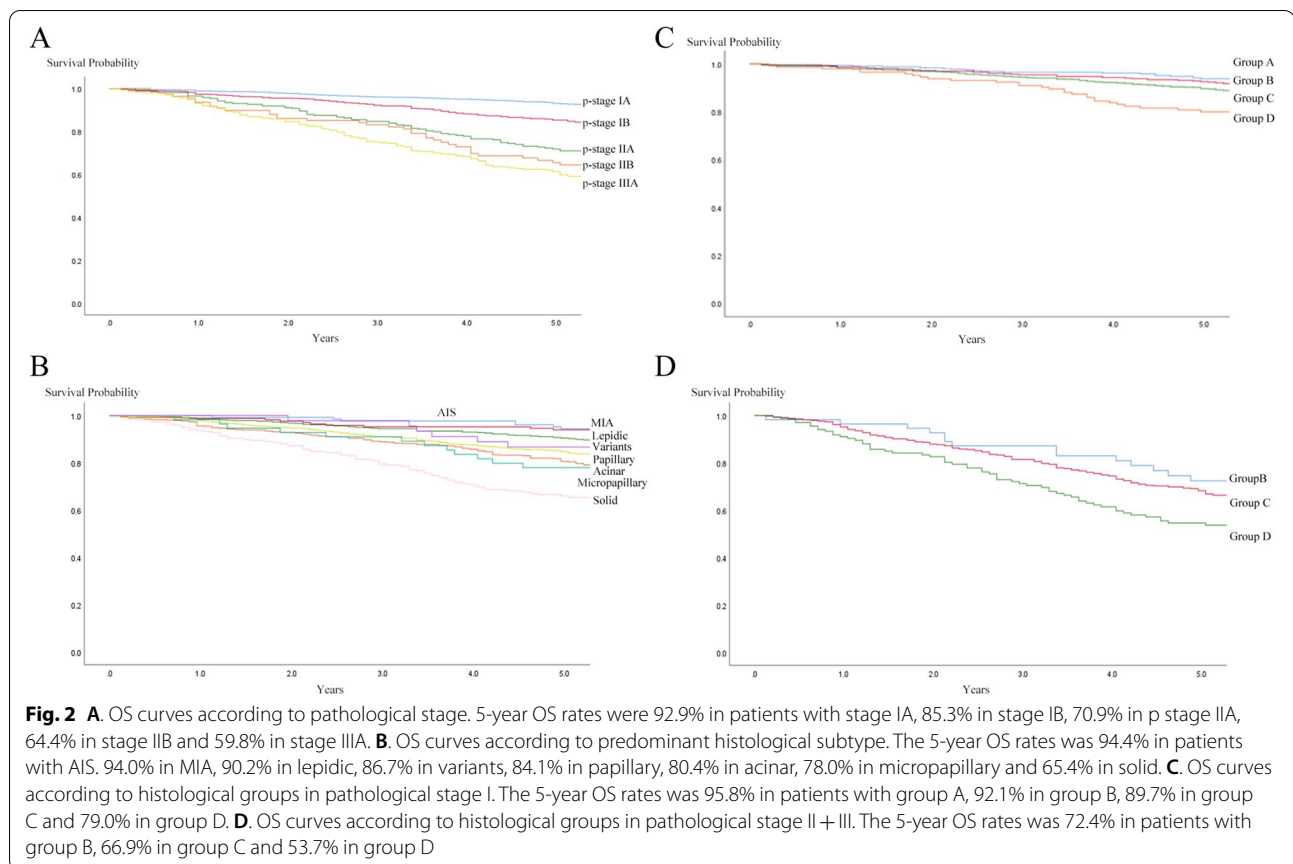 A
Survival Probability
1.0
0.8
0.6
0.4
0.2
0.0
.0 1.0 2.0 3.0 4.0 5.0
Years
p-stage IA
p-stage IB
p-stage IIA
p-stage IIB
p-stage IIIA
C
Survival Probability
1.0
0.8
0.6
0.4
0.2
0.0
.0 1.0 2.0 3.0 4.0 5.0
Years
Group A
Group B
Group C
Group D
B
Survival Probability
1.0
0.8
0.6
0.4
0.2
0.0
.0 1.0 2.0 3.0 4.0 5.0
Years
AIS
MIA
Lepidic
Variants
Papillary
Acinar
Micropapillary
Solid
D
Survival Probability
1.0
0.8
0.6
0.4
0.2
0.0
.0 1.0 2.0 3.0 4.0 5.0
Years
GroupB
Group C
Group D
Fig. 2 A. OS curves according to pathological stage. 5-year OS rates were 92.9% in patients with stage IA, 85.3% in stage IB, 70.9% in p stage IIA,
64.4% in stage IIB and 59.8% in stage IIIA. B. OS curves according to predominant histological subtype. The 5-year OS rates was 94.4% in patients
with AIS. 94.0% in MIA, 90.2% in lepidic, 86.7% in variants, 84.1% in papillary, 80.4% in acinar, 78.0% in micropapillary and 65.4% in solid. C. OS curves
according to histological groups in pathological stage I. The 5-year OS rates was 95.8% in patients with group A, 92.1% in group B, 89.7% in group
C and 79.0% in group D. D. OS curves according to histological groups in pathological stage II + III. The 5-year OS rates was 72.4% in patients with
group B, 66.9% in group C and 53.7% in group D